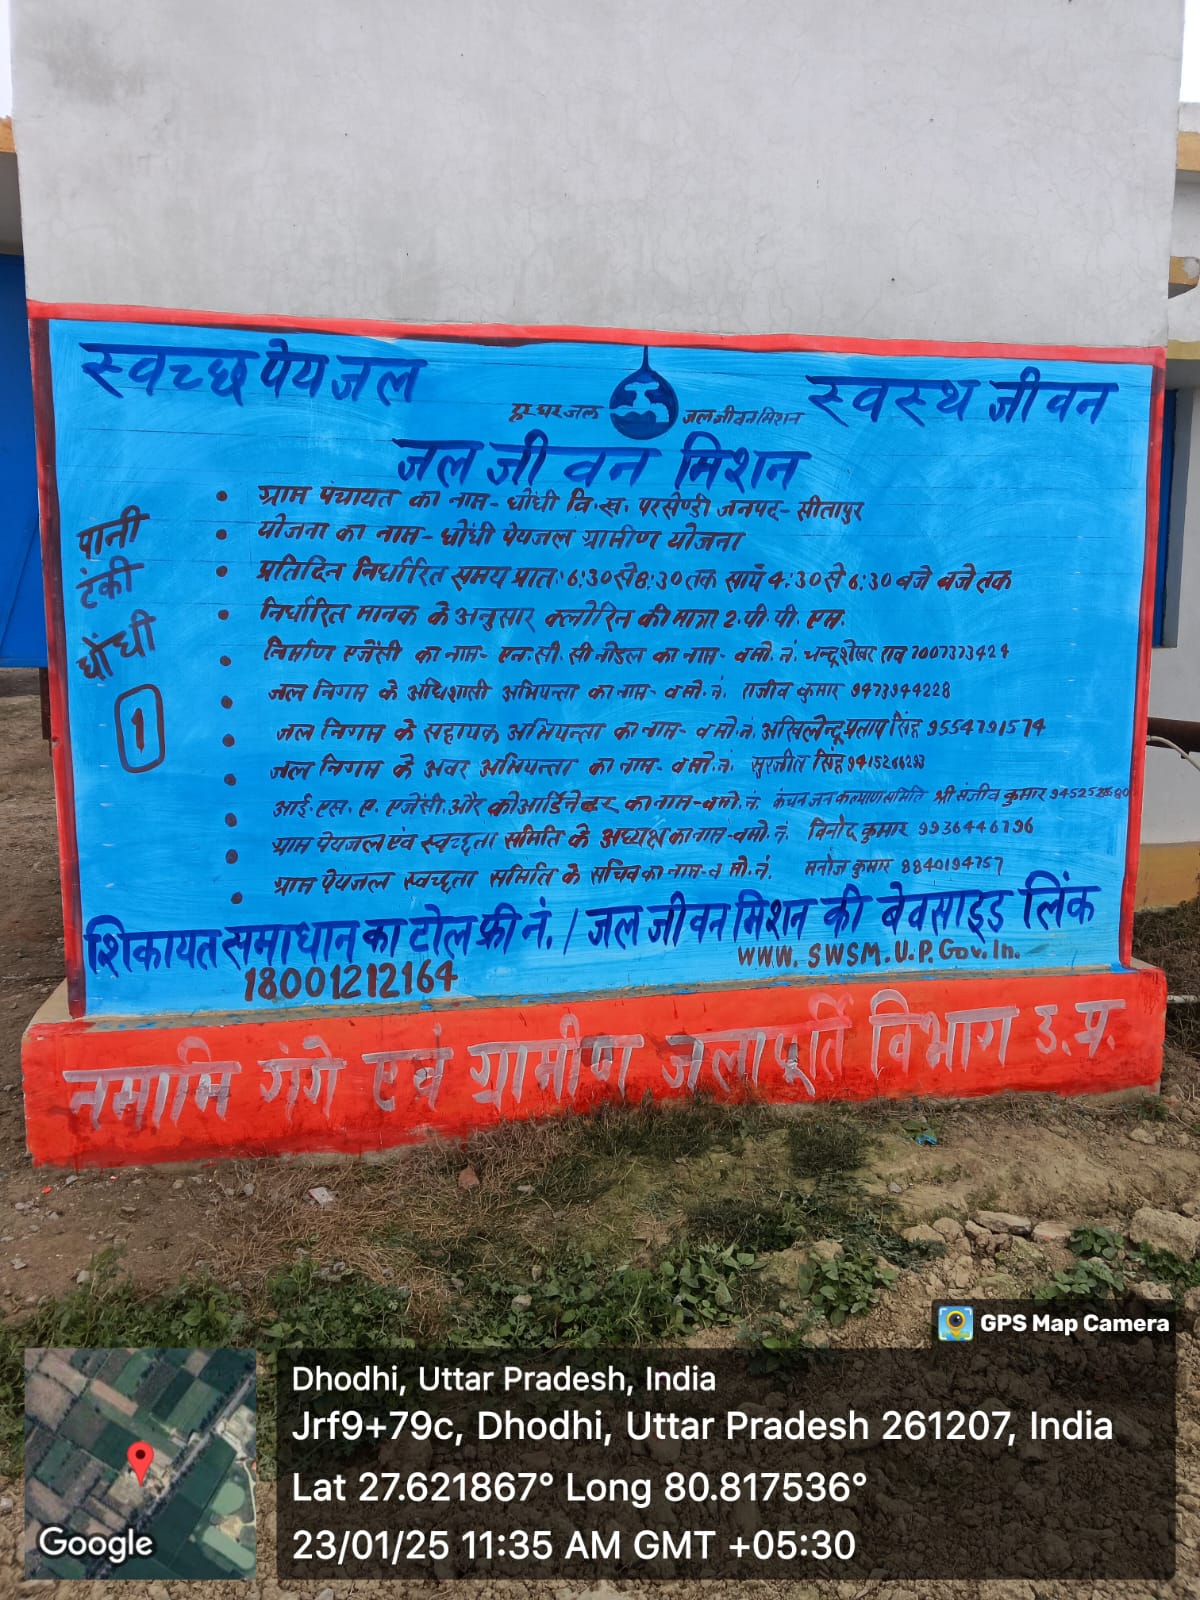 स्वच्छ पेय जल
स्वस्थ जीवन
हर घर जल
जल जीवन मिशन
जल जीवन मिशन
पानी
टंकी
धोंधी
1
• ग्राम पंचायत का नाम- धोंधी वि.ख. परसेण्डी जनपद- सीतापुर
• योजना का नाम- धोंधी पेयजल ग्रामीण योजना
• प्रतिदिन निर्धारित समय प्रात: 6:30 से 8:30 तक सायं 4:30 से 6:30 बजे बजे तक
• निर्धारित मानक के अनुसार क्लोरिन की मात्रा 2. पी. पी. एम.
• निर्माण एजेंसी का नाम- एन.सी.सी नोडल का नाम- व मो. नं. चन्द्रशेखर राव 7007373424
• जल निगम के अधिशासी अभियन्ता का नाम- व मो. नं. राजीव कुमार 9473944228
• जल निगम के सहायक अभियन्ता का नाम- व मो. नं. अखिलेन्द्र प्रताप सिंह 9554791574
• जल निगम के अवर अभियन्ता का नाम- व मो. नं. सुरजीत सिंह
• आई. एस. ए. एजेंसी. और कोआर्डिनेटर का नाम- व मो. नं. कंचन जन कल्याण समिति श्री संजीव कुमार
• ग्राम पेयजल एंव स्वच्छता समिति के अध्यक्ष का नाम- व मो. नं. विनोद कुमार 9936446796
• ग्राम पेयजल स्वच्छता समिति के सचिव का नाम- व मो. नं. मनोज कुमार 8840194757
शिकायत समाधान का टोल फ्री नं. / जल जीवन मिशन की बेवसाइड लिंक
18001212164
WWW. SWSM. U.P. Gov. In.
नमामि गंगे एवं ग्रामीण जलापूर्ति विभाग उ.प्र.
GPS Map Camera
Dhodhi, Uttar Pradesh, India
Jrf9+79c, Dhodhi, Uttar Pradesh 261207, India
Lat 27.621867° Long 80.817536°
23/01/25 11:35 AM GMT +05:30
Google